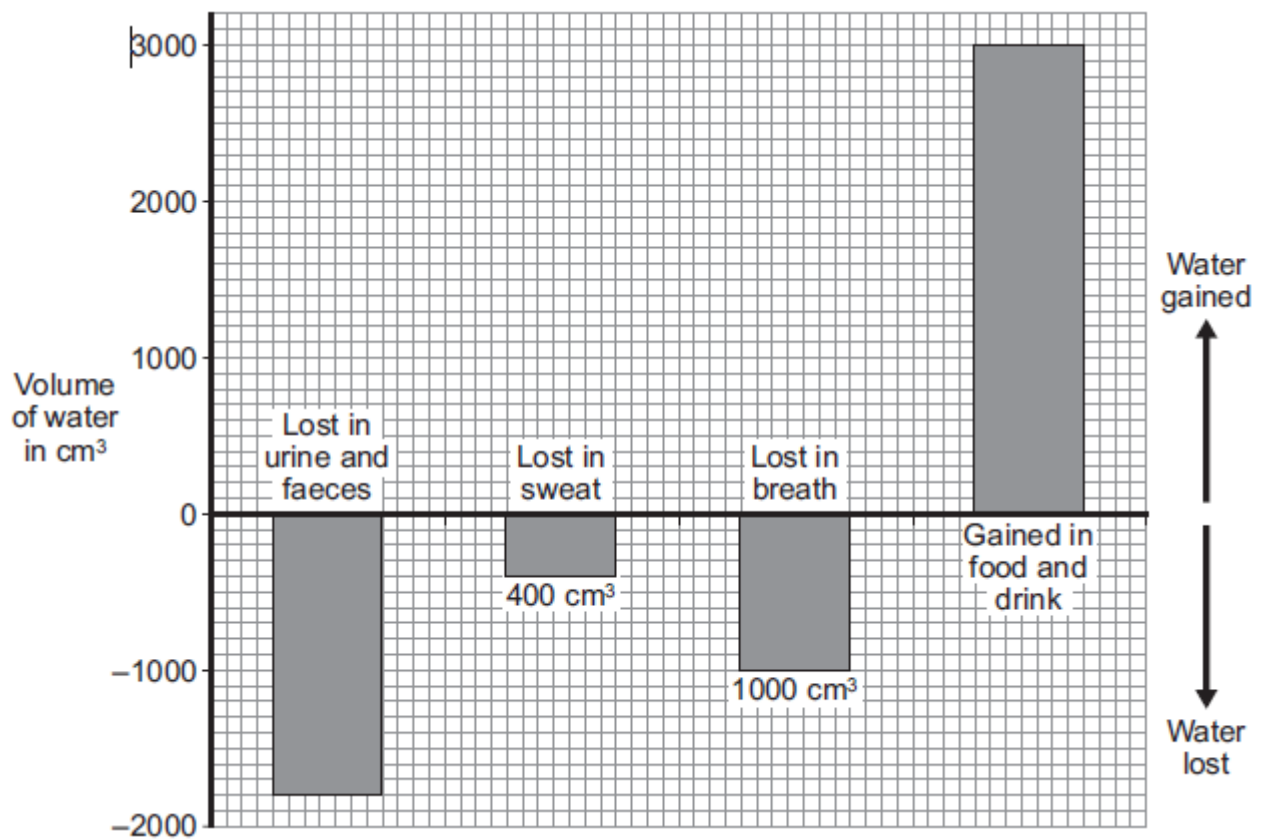 3000
2000
1000
0
–1000
–2000
Volume
of water
in cm³
Lost in
urine and
faeces
Lost in
sweat
400 cm³
Lost in
breath
1000 cm³
Gained in
food and
drink
Water
gained
Water
lost